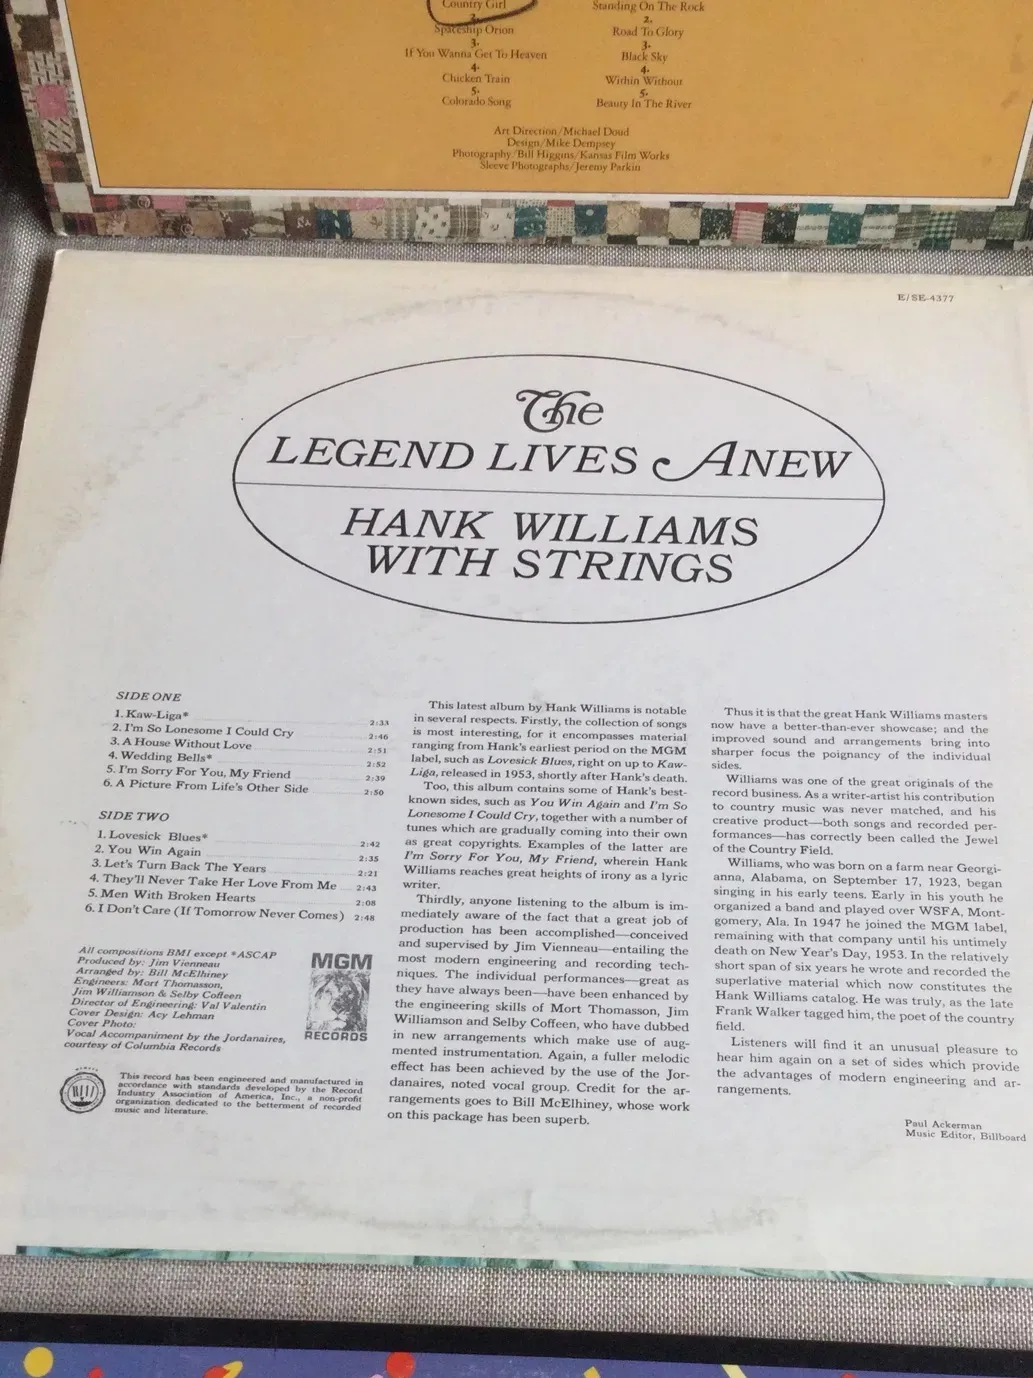 Country Girl
2.
Spaceship Orion
3.
If You Wanna Get To Heaven
4.
Chicken Train
5.
Colorado Song
Standing On The Rock
2.
Road To Glory
3.
Black Sky
4.
Within Without
5.
Beauty In The River
Art Direction/Michael Doud
Design/Mike Dempsey
Photography/Bill Higgins/Kansas Film Works
Sleeve Photographs/Jeremy Parkin
E/SE-4377
The
LEGEND LIVES ANEW
HANK WILLIAMS
WITH STRINGS
SIDE ONE
1. Kaw-Liga* 2:33
2. I'm So Lonesome I Could Cry 2:46
3. A House Without Love 2:51
4. Wedding Bells* 2:52
5. I'm Sorry For You, My Friend 2:39
6. A Picture From Life's Other Side 2:50
SIDE TWO
1. Lovesick Blues* 2:42
2. You Win Again 2:35
3. Let's Turn Back The Years 2:21
4. They'll Never Take Her Love From Me 2:43
5. Men With Broken Hearts 2:08
6. I Don't Care (If Tomorrow Never Comes) 2:48
All compositions BMI except *ASCAP
Produced by: Jim Vienneau
Arranged by: Bill McElhiney
Engineers: Mort Thomasson,
Jim Williamson & Selby Coffeen
Director of Engineering: Val Valentin
Cover Design: Acy Lehman
Cover Photo:
Vocal Accompaniment by the Jordanaires,
courtesy of Columbia Records
MGM
RECORDS
This record has been engineered and manufactured in
accordance with standards developed by the Record
Industry Association of America, Inc., a non-profit
organization dedicated to the betterment of recorded
music and literature.
This latest album by Hank Williams is notable
in several respects. Firstly, the collection of songs
is most interesting, for it encompasses material
ranging from Hank's earliest period on the MGM
label, such as Lovesick Blues, right on up to Kaw-
Liga, released in 1953, shortly after Hank's death.
Too, this album contains some of Hank's best-
known sides, such as You Win Again and I'm So
Lonesome I Could Cry, together with a number of
tunes which are gradually coming into their own
as great copyrights. Examples of the latter are
I'm Sorry For You, My Friend, wherein Hank
Williams reaches great heights of irony as a lyric
writer.
Thirdly, anyone listening to the album is im-
mediately aware of the fact that a great job of
production has been accomplished—conceived
and supervised by Jim Vienneau—entailing the
most modern engineering and recording tech-
niques. The individual performances—great as
they have always been—have been enhanced by
the engineering skills of Mort Thomasson, Jim
Williamson and Selby Coffeen, who have dubbed
in new arrangements which make use of aug-
mented instrumentation. Again, a fuller melodic
effect has been achieved by the use of the Jor-
danaires, noted vocal group. Credit for the ar-
rangements goes to Bill McElhiney, whose work
on this package has been superb.
Thus it is that the great Hank Williams masters
now have a better-than-ever showcase; and the
improved sound and arrangements bring into
sharper focus the poignancy of the individual
sides.
Williams was one of the great originals of the
record business. As a writer-artist his contribution
to country music was never matched, and his
creative product—both songs and recorded per-
formances—has correctly been called the Jewel
of the Country Field.
Williams, who was born on a farm near Georgi-
anna, Alabama, on September 17, 1923, began
singing in his early teens. Early in his youth he
organized a band and played over WSFA, Mont-
gomery, Ala. In 1947 he joined the MGM label,
remaining with that company until his untimely
death on New Year's Day, 1953. In the relatively
short span of six years he wrote and recorded the
superlative material which now constitutes the
Hank Williams catalog. He was truly, as the late
Frank Walker tagged him, the poet of the country
field.
Listeners will find it an unusual pleasure to
hear him again on a set of sides which provide
the advantages of modern engineering and ar-
rangements.
Paul Ackerman
Music Editor, Billboard